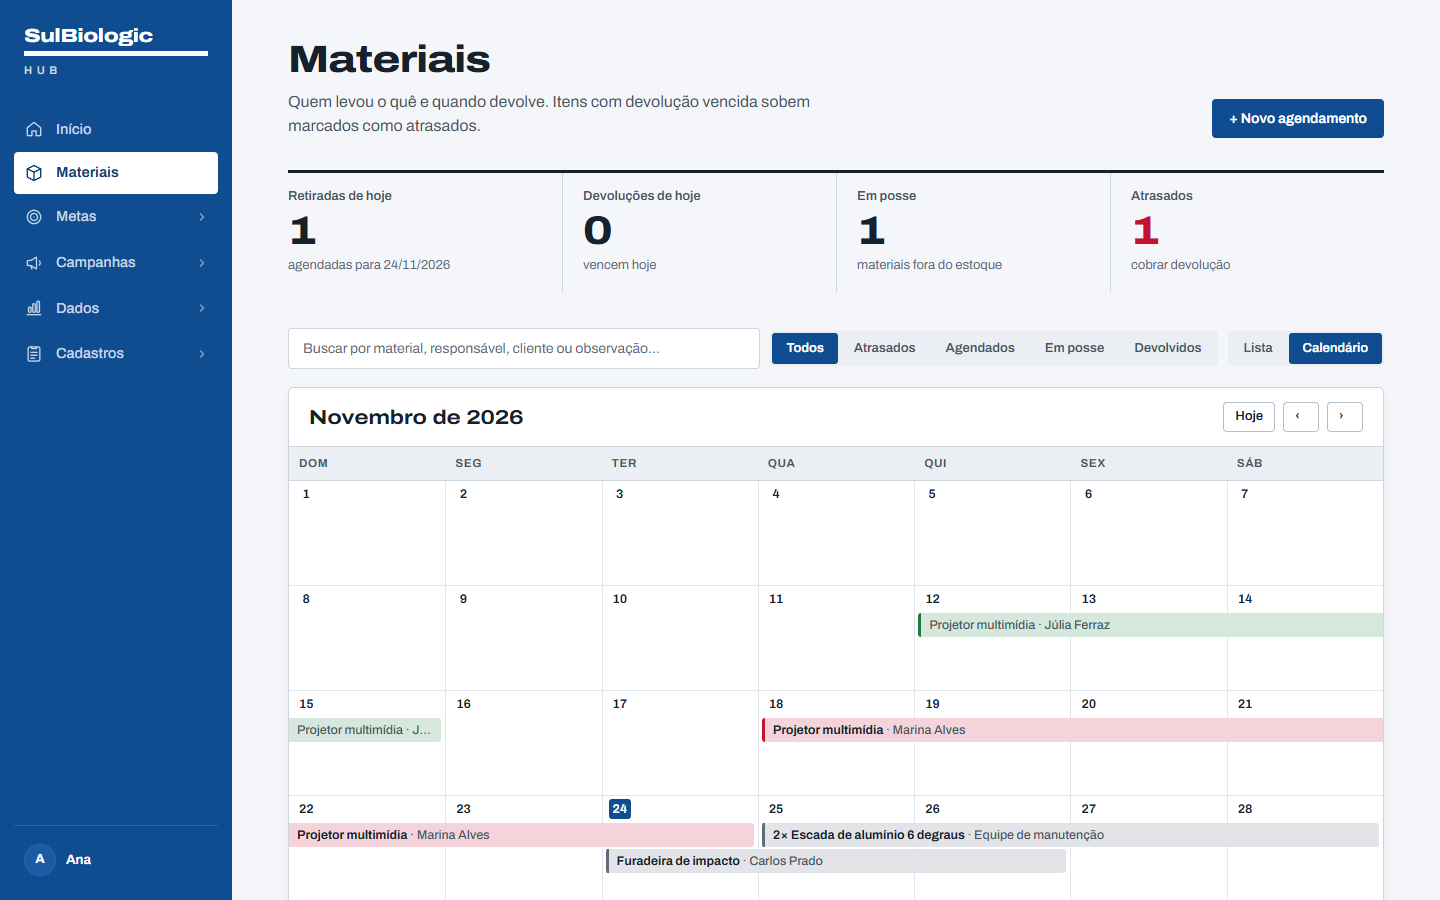 SulBiologic
HUB
Início
Materiais
Metas
Campanhas
Dados
Cadastros
A Ana
Materiais
Quem levou o quê e quando devolve. Itens com devolução vencida sobem
marcados como atrasados.
+ Novo agendamento
Retiradas de hoje
1
agendadas para 24/11/2026
Devoluções de hoje
0
vencem hoje
Em posse
1
materiais fora do estoque
Atrasados
1
cobrar devolução
Buscar por material, responsável, cliente ou observação...
Todos Atrasados Agendados Em posse Devolvidos
Lista Calendário
Novembro de 2026
Hoje ‹ ›
DOM SEG TER QUA QUI SEX SÁB
1 2 3 4 5 6 7
8 9 10 11 12 13 14
Projetor multimídia · Júlia Ferraz
15 16 17 18 19 20 21
Projetor multimídia · J... Projetor multimídia · Marina Alves
22 23 24 25 26 27 28
Projetor multimídia · Marina Alves 2× Escada de alumínio 6 degraus · Equipe de manutenção
Furadeira de impacto · Carlos Prado